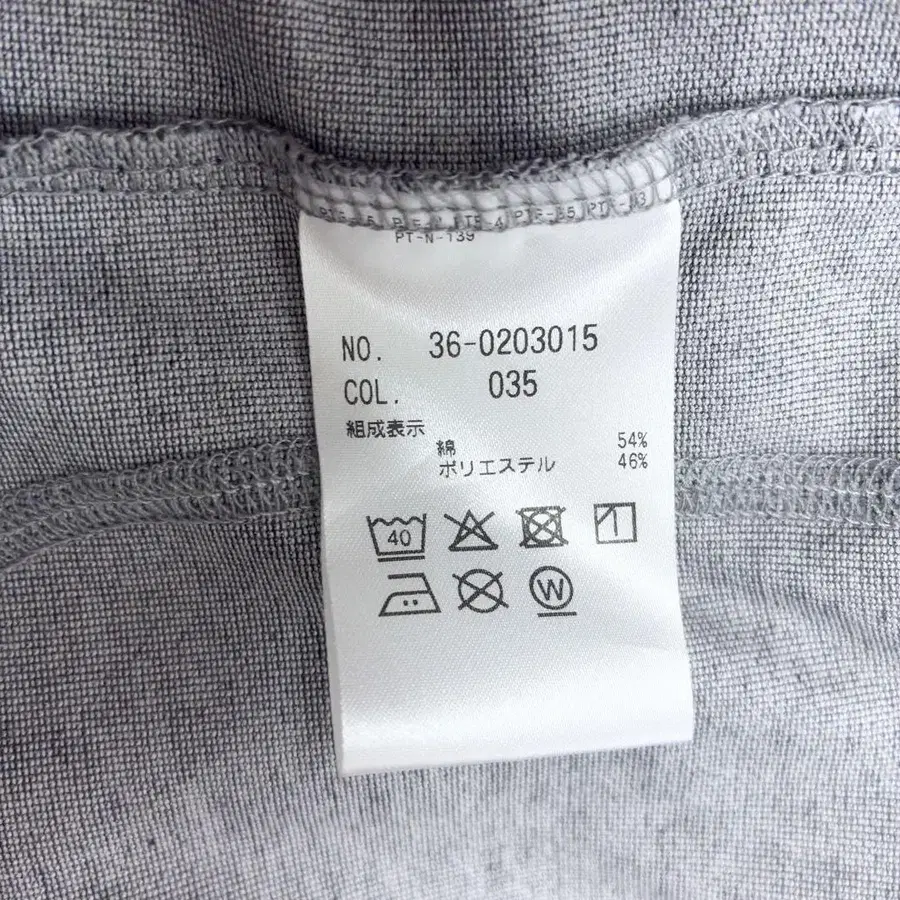 PT-N-139
NO. 36-0203015
COL. 035
組成表示
綿 54%
ポリエステル 46%
40
W